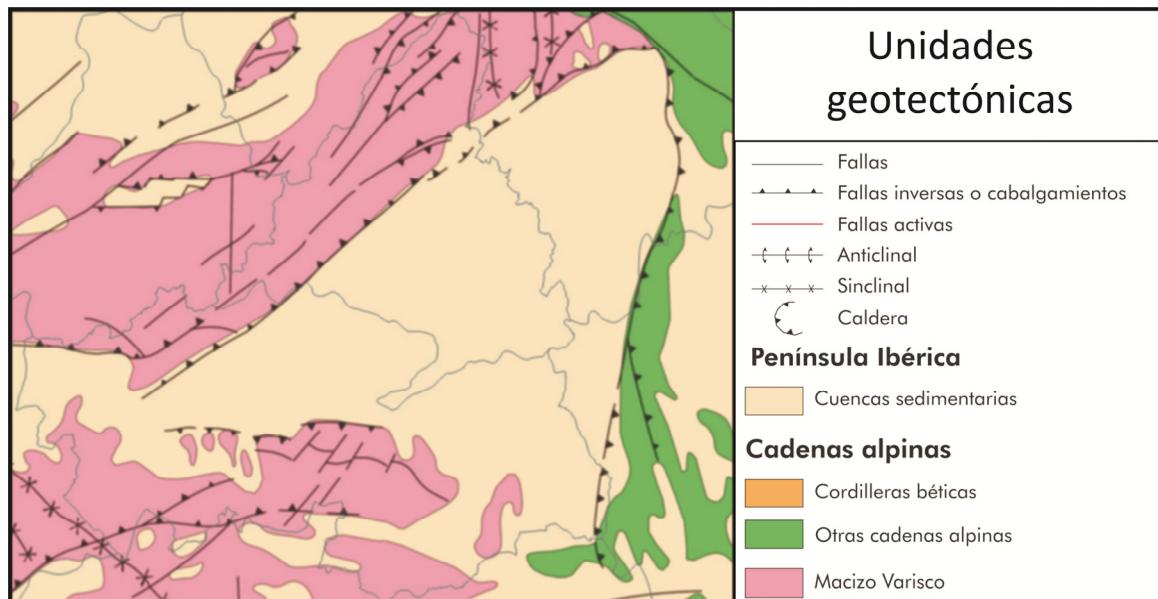 Unidades
geotectónicas
Fallas
Fallas inversas o cabalgamientos
Fallas activas
Anticlinal
Sinclinal
Caldera
Península Ibérica
Cuencas sedimentarias
Cadenas alpinas
Cordilleras béticas
Otras cadenas alpinas
Macizo Varisco